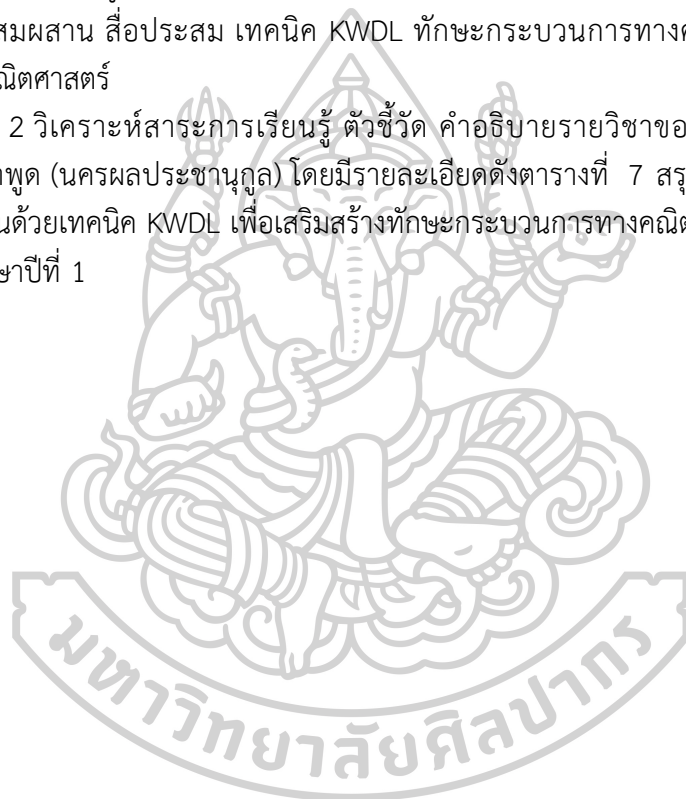 สมผสาน สื่อประสม เทคนิค KWDL ทักษะกระบวนการทาง
ณิตศาสตร์
2 วิเคราะห์สาระการเรียนรู้ ตัวชี้วัด คำอธิบายรายวิชาขอ
พูด (นครผลประชานุกูล) โดยมีรายละเอียดดังตารางที่ 7 สรุ
นด้วยเทคนิค KWDL เพื่อเสริมสร้างทักษะกระบวนการทางคณิต
ษาปีที่ 1
มหาวิทยาลัยศิลปากร